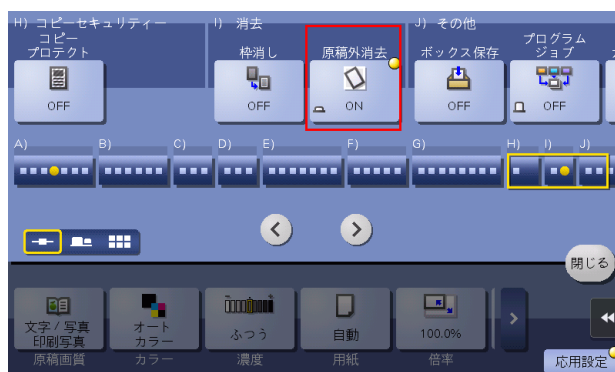 H) コピーセキュリティー
I) 消去
J) その他
コピー
プロテクト
枠消し
原稿外消去
ボックス保存
プログラム
ジョブ
OFF
OFF
ON
OFF
OFF
A)
B)
C)
D)
E)
F)
G)
H)
I)
J)
閉じる
文字/写真
印刷写真
オート
カラー
ふつう
自動
100.0%
原稿画質
カラー
濃度
用紙
倍率
応用設定